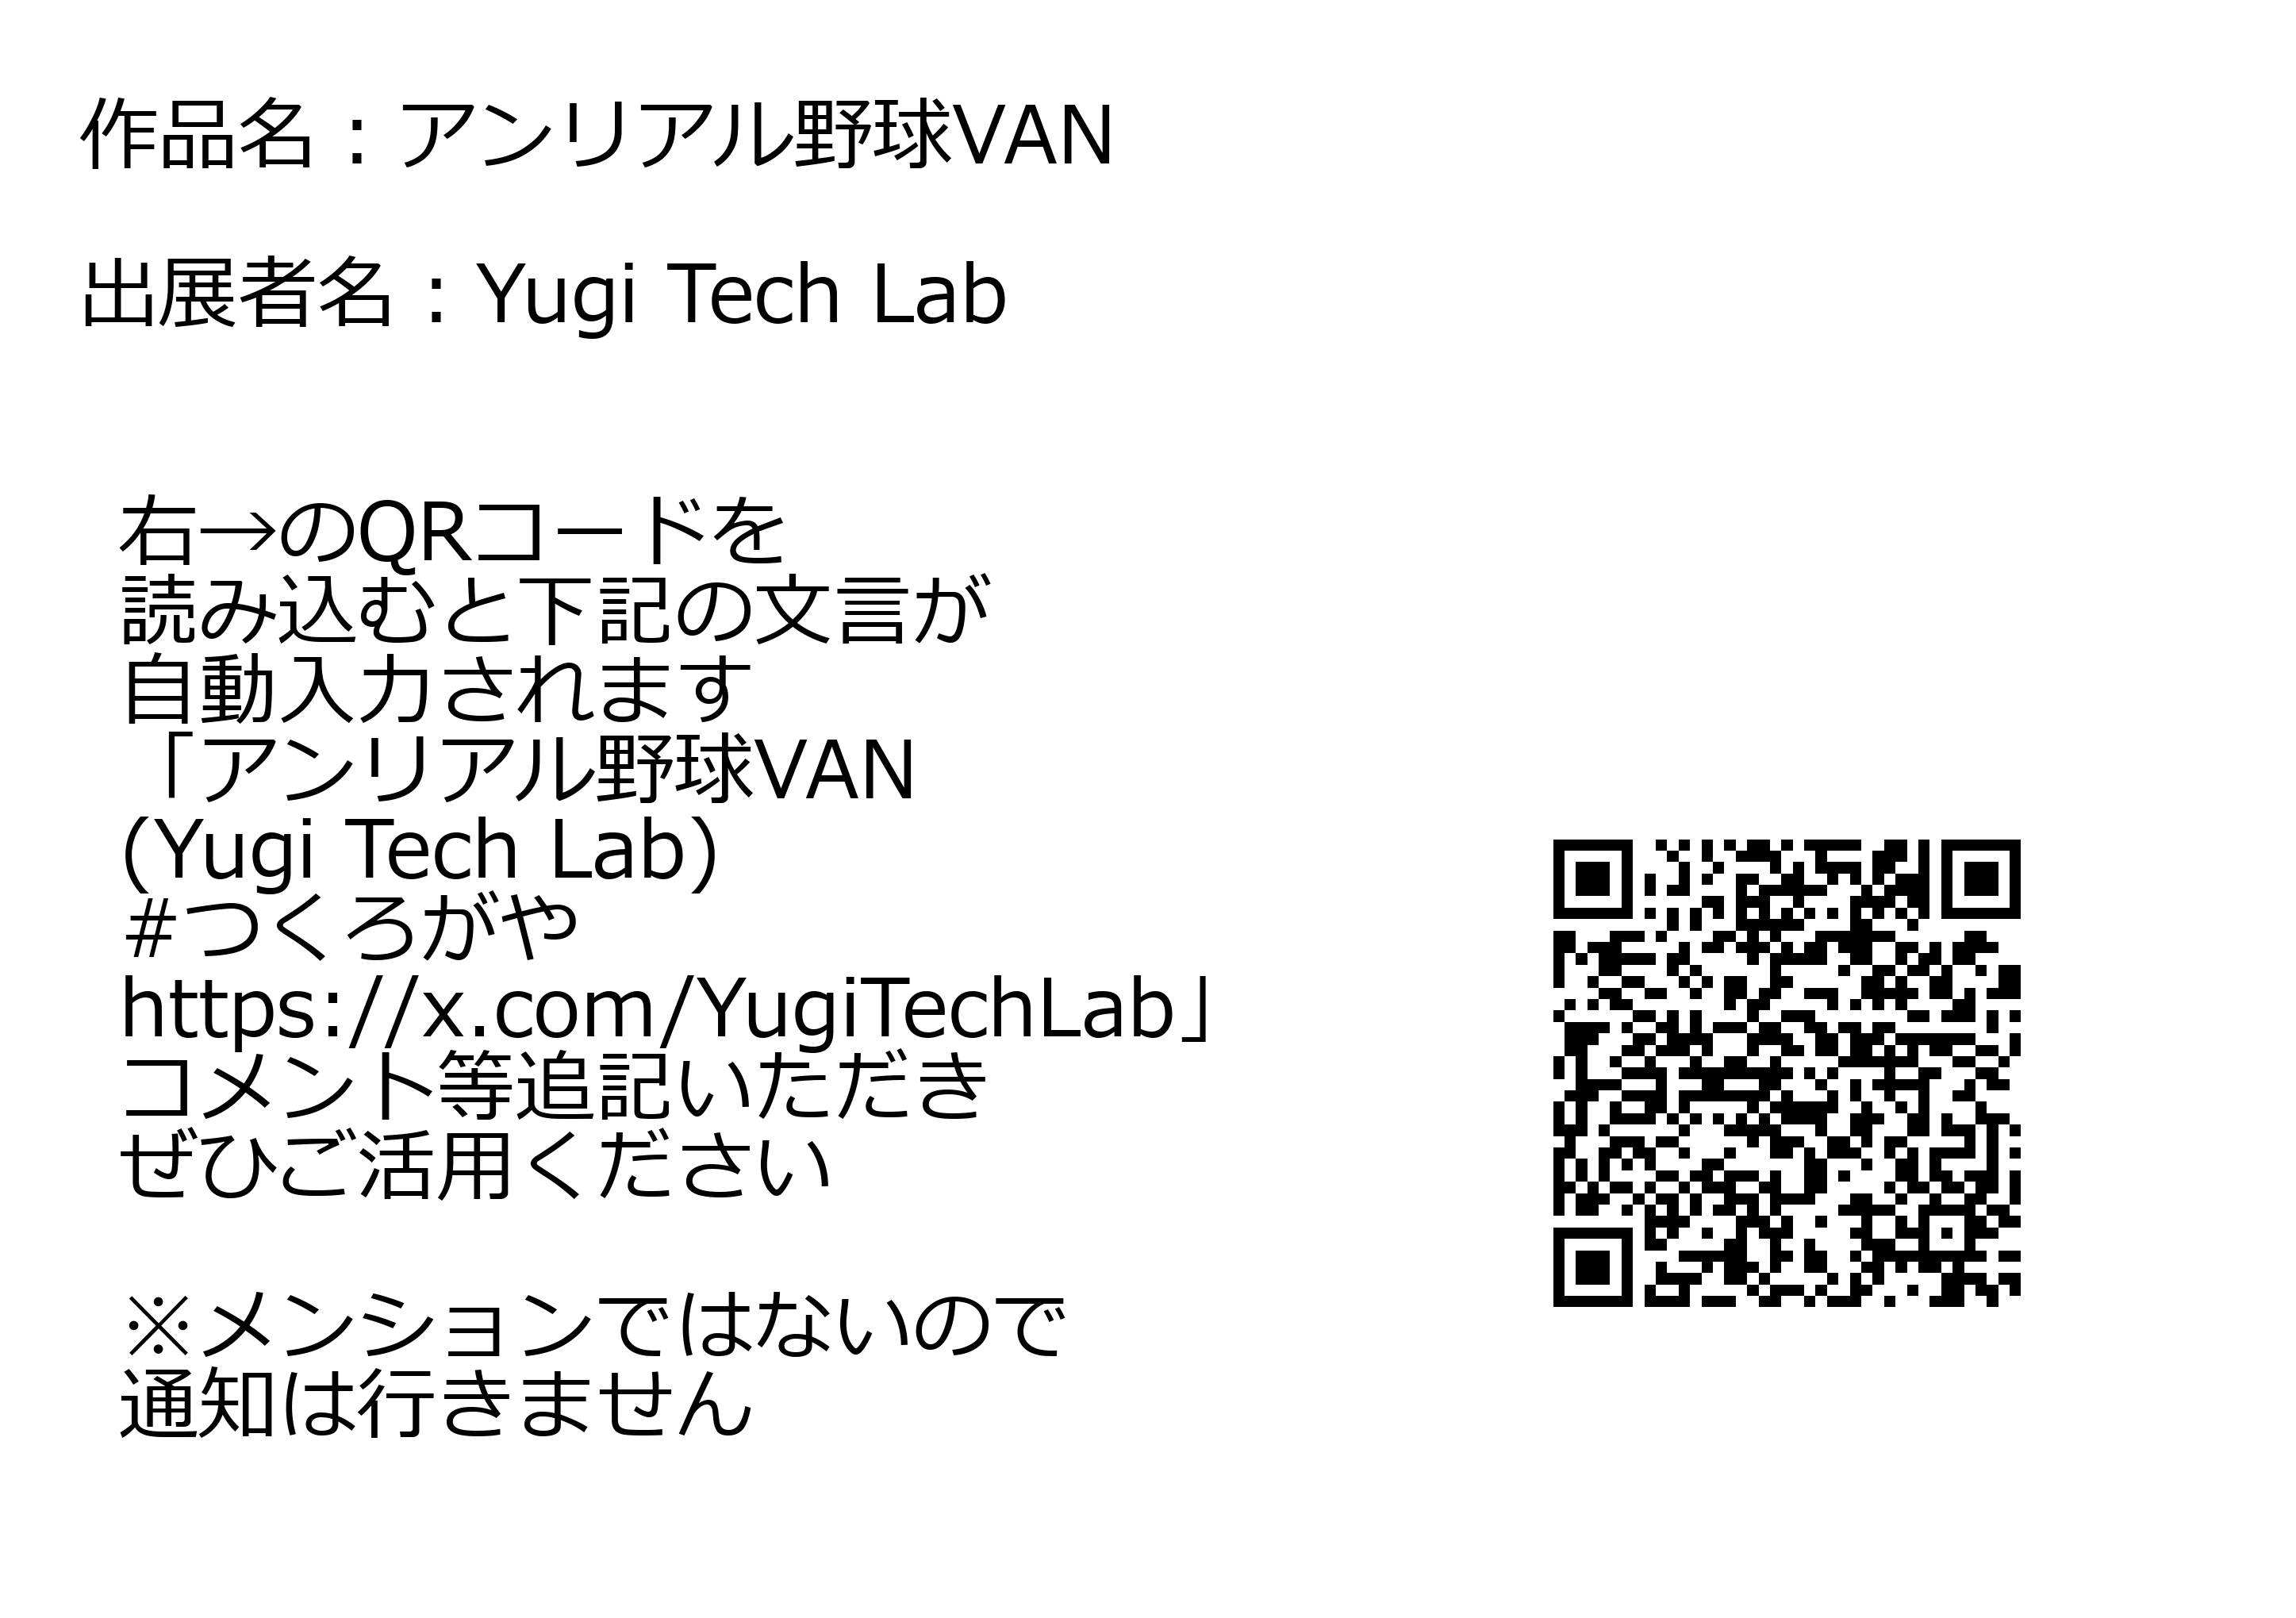 作品名：アンリアル野球VAN
出展者名：Yugi Tech Lab
右→のQRコードを
読み込むと下記の文言が
自動入力されます
「アンリアル野球VAN
(Yugi Tech Lab)
#つくろがや
https://x.com/YugiTechLab」
コメント等追記いただき
ぜひご活用ください
※メンションではないので
通知は行きません